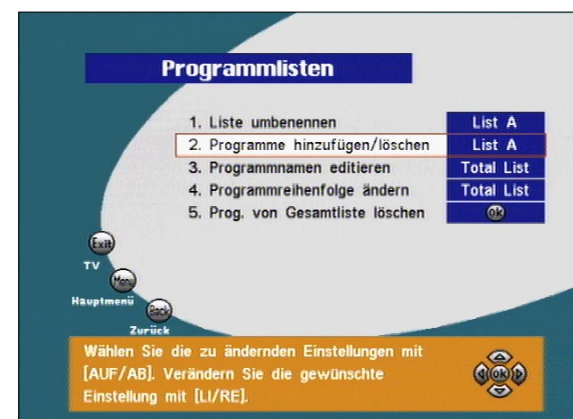 Programmlisten
1. Liste umbenennen List A
2. Programme hinzufügen/löschen List A
3. Programmnamen editieren Total List
4. Programmreihenfolge ändern Total List
5. Prog. von Gesamtliste löschen ok
Exit
TV
Menu
Hauptmenü
Back
Zurück
Wählen Sie die zu ändernden Einstellungen mit
[AUF/AB]. Verändern Sie die gewünschte
Einstellung mit [LI/RE].
ok